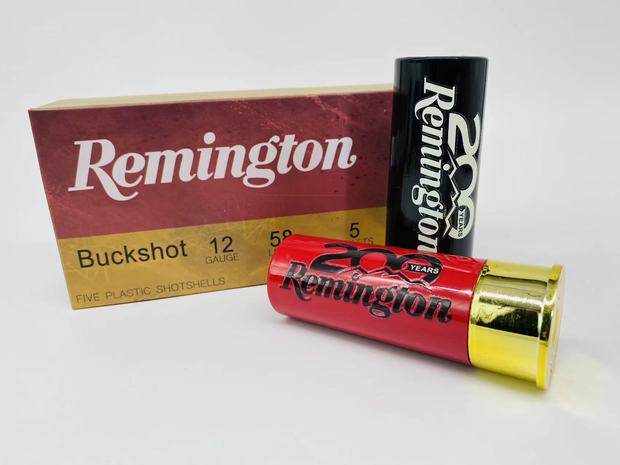 Remington
Buckshot 12 58 5
GAUGE
FIVE PLASTIC SHOTSHELLS
200
YEARS
Remington
200
YEARS
Remington